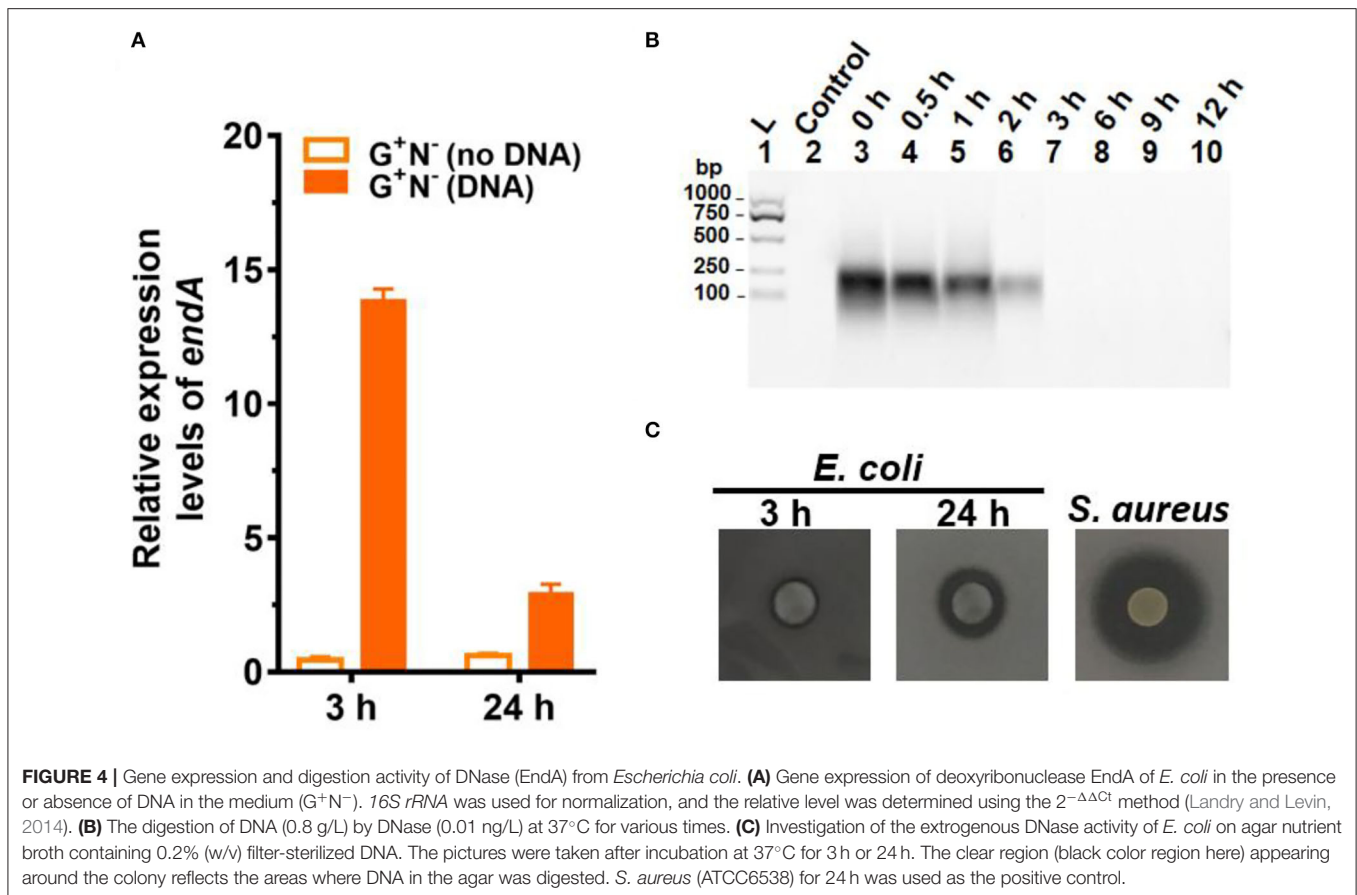 A
20
15
10
5
0
Relative expression
levels of endA
G⁺N⁻ (no DNA)
G⁺N⁻ (DNA)
3 h
24 h
B
L
Control
0 h
0.5 h
1 h
2 h
3 h
6 h
9 h
12 h
1 2 3 4 5 6 7 8 9 10
bp
1000
750
500
250
100
C
E. coli
3 h 24 h S. aureus
FIGURE 4 | Gene expression and digestion activity of DNase (EndA) from Escherichia coli. (A) Gene expression of deoxyribonuclease EndA of E. coli in the presence
or absence of DNA in the medium (G⁺N⁻). 16S rRNA was used for normalization, and the relative level was determined using the 2⁻ΔΔCt method (Landry and Levin,
2014). (B) The digestion of DNA (0.8 g/L) by DNase (0.01 ng/L) at 37°C for various times. (C) Investigation of the extrogenous DNase activity of E. coli on agar nutrient
broth containing 0.2% (w/v) filter-sterilized DNA. The pictures were taken after incubation at 37°C for 3 h or 24 h. The clear region (black color region here) appearing
around the colony reflects the areas where DNA in the agar was digested. S. aureus (ATCC6538) for 24 h was used as the positive control.